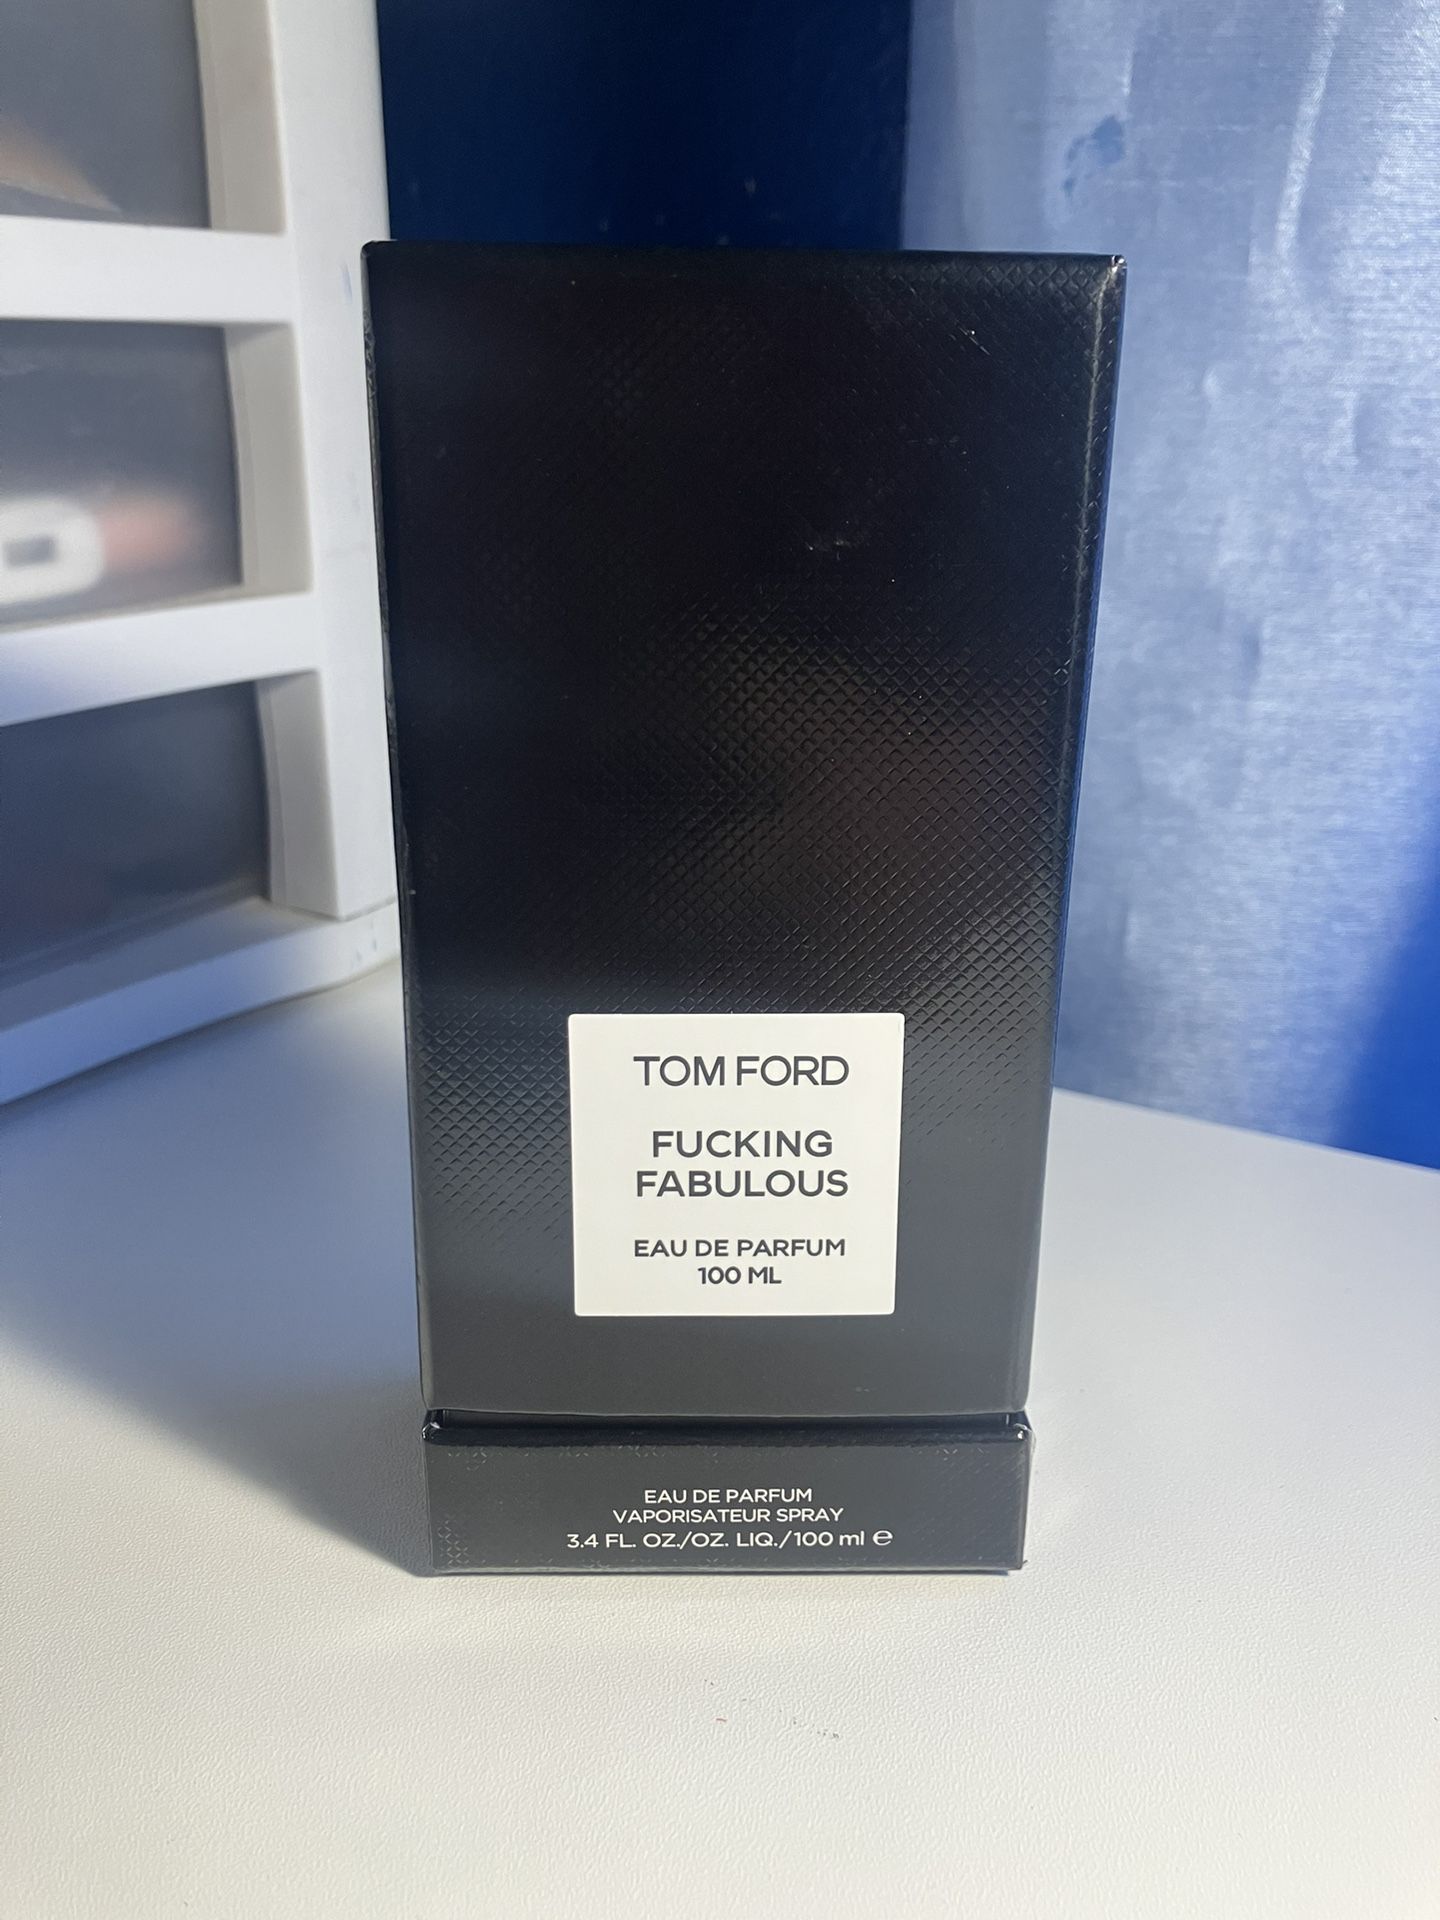 TOM FORD
FUCKING
FABULOUS
EAU DE PARFUM
100 ML
EAU DE PARFUM
VAPORISATEUR SPRAY
3.4 FL. OZ./OZ. LIQ./100 ml ℮